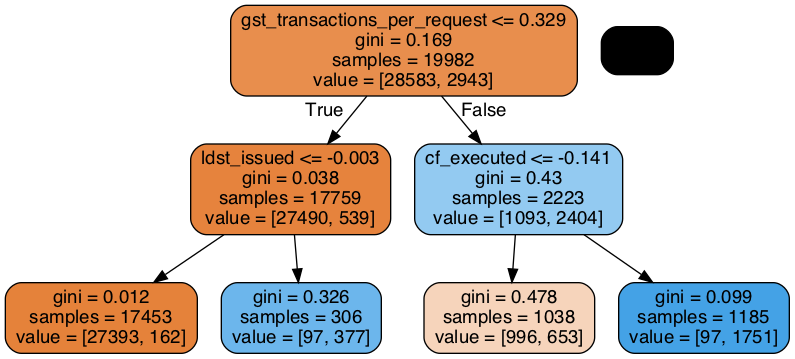 gst_transactions_per_request <= 0.329
gini = 0.169
samples = 19982
value = [28583, 2943]
True
False
ldst_issued <= -0.003
gini = 0.038
samples = 17759
value = [27490, 539]
cf_executed <= -0.141
gini = 0.43
samples = 2223
value = [1093, 2404]
gini = 0.012
samples = 17453
value = [27393, 162]
gini = 0.326
samples = 306
value = [97, 377]
gini = 0.478
samples = 1038
value = [996, 653]
gini = 0.099
samples = 1185
value = [97, 1751]